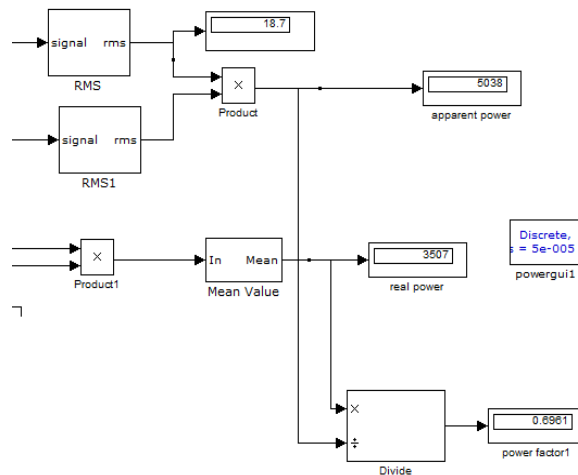 18.7
signal rms
RMS
×
Product
5038
apparent power
signal rms
RMS1
×
Product1
In Mean
Mean Value
3507
real power
Discrete,
s = 5e-005
powergui1
×
÷
Divide
0.6961
power factor1